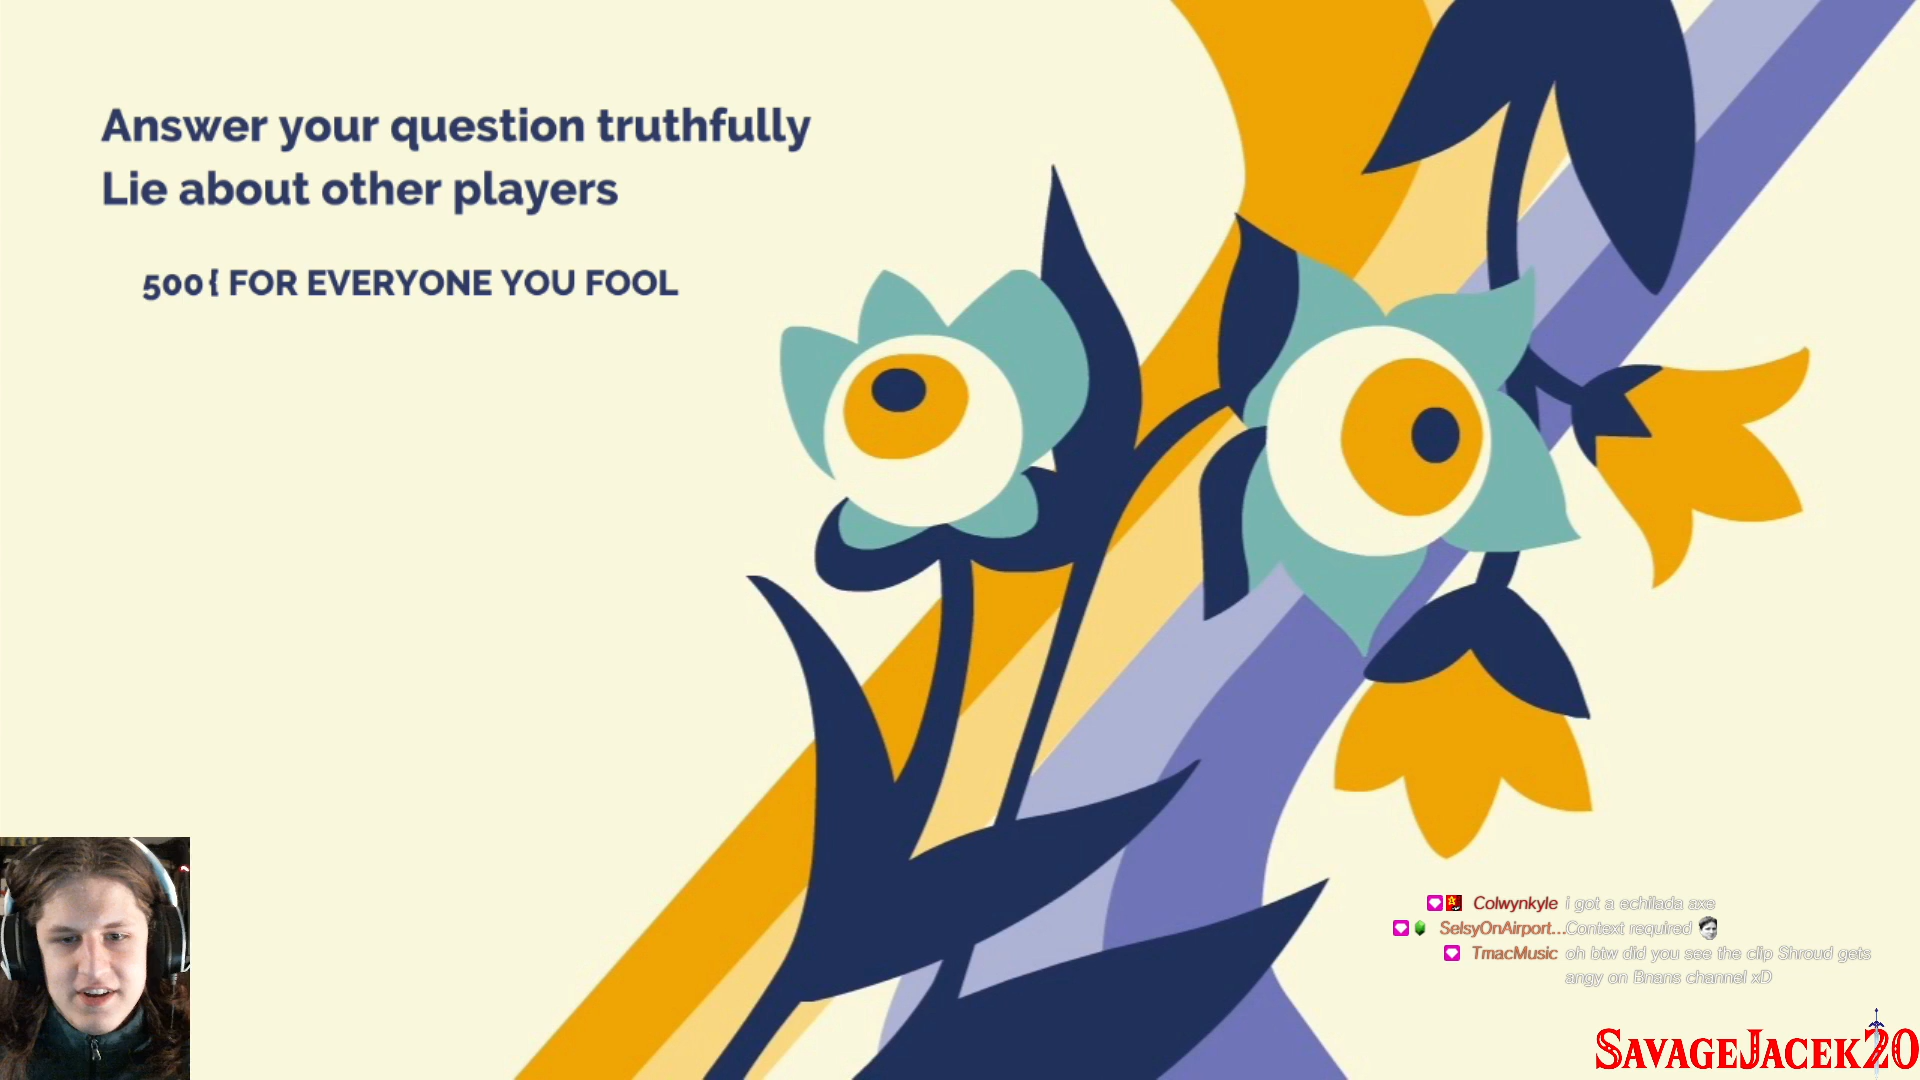 Answer your question truthfully
Lie about other players
500{ FOR EVERYONE YOU FOOL
Colwynkyle i got a echilada axe
SelsyOnAirport... Context required
TmacMusic oh btw did you see the clip Shroud gets
angy on Bnans channel xD
SAVAGEJACEK20